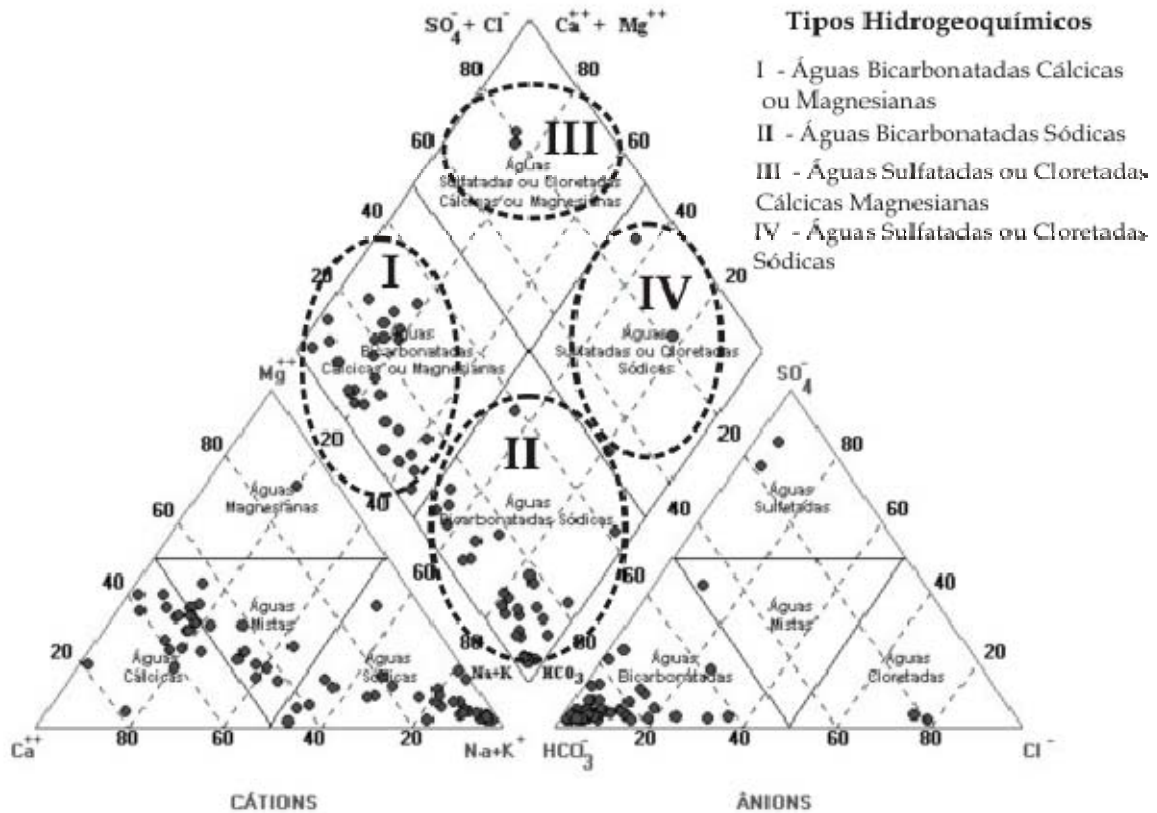 Tipos Hidrogeoquímicos
I - Águas Bicarbonatadas Cálcicas
ou Magnesianas
II - Águas Bicarbonatadas Sódicas
III - Águas Sulfatadas ou Cloretadas
Cálcicas Magnesianas
IV - Águas Sulfatadas ou Cloretadas
Sódicas
SO₄⁻ + Cl⁻ Ca⁺⁺ + Mg⁺⁺
80 80
60 III 60
Águas
Sulfatadas ou Cloretadas
Cálcicas ou Magnesianas
40 40
20 I IV 20
Águas
Bicarbonatadas
Cálcicas ou Magnesianas
Águas
Sulfatadas ou Cloretadas
Sódicas
Mg⁺⁺ SO₄⁻
80 20 II 20 80
Águas
Magnesianas
Águas
Bicarbonatadas Sódicas
Águas
Sulfatadas
60 40 40 60
40 60 60 40
Águas
Mistas
Águas
Mistas
20 80 80 20
Águas
Cálcicas
Águas
Sódicas
Na+K HCO₃
Águas
Bicarbonatadas
Águas
Cloretadas
Ca⁺⁺ 80 60 40 20 Na+K⁺ HCO₃⁻ 20 40 60 80 Cl⁻
CÁTIONS ÂNIONS